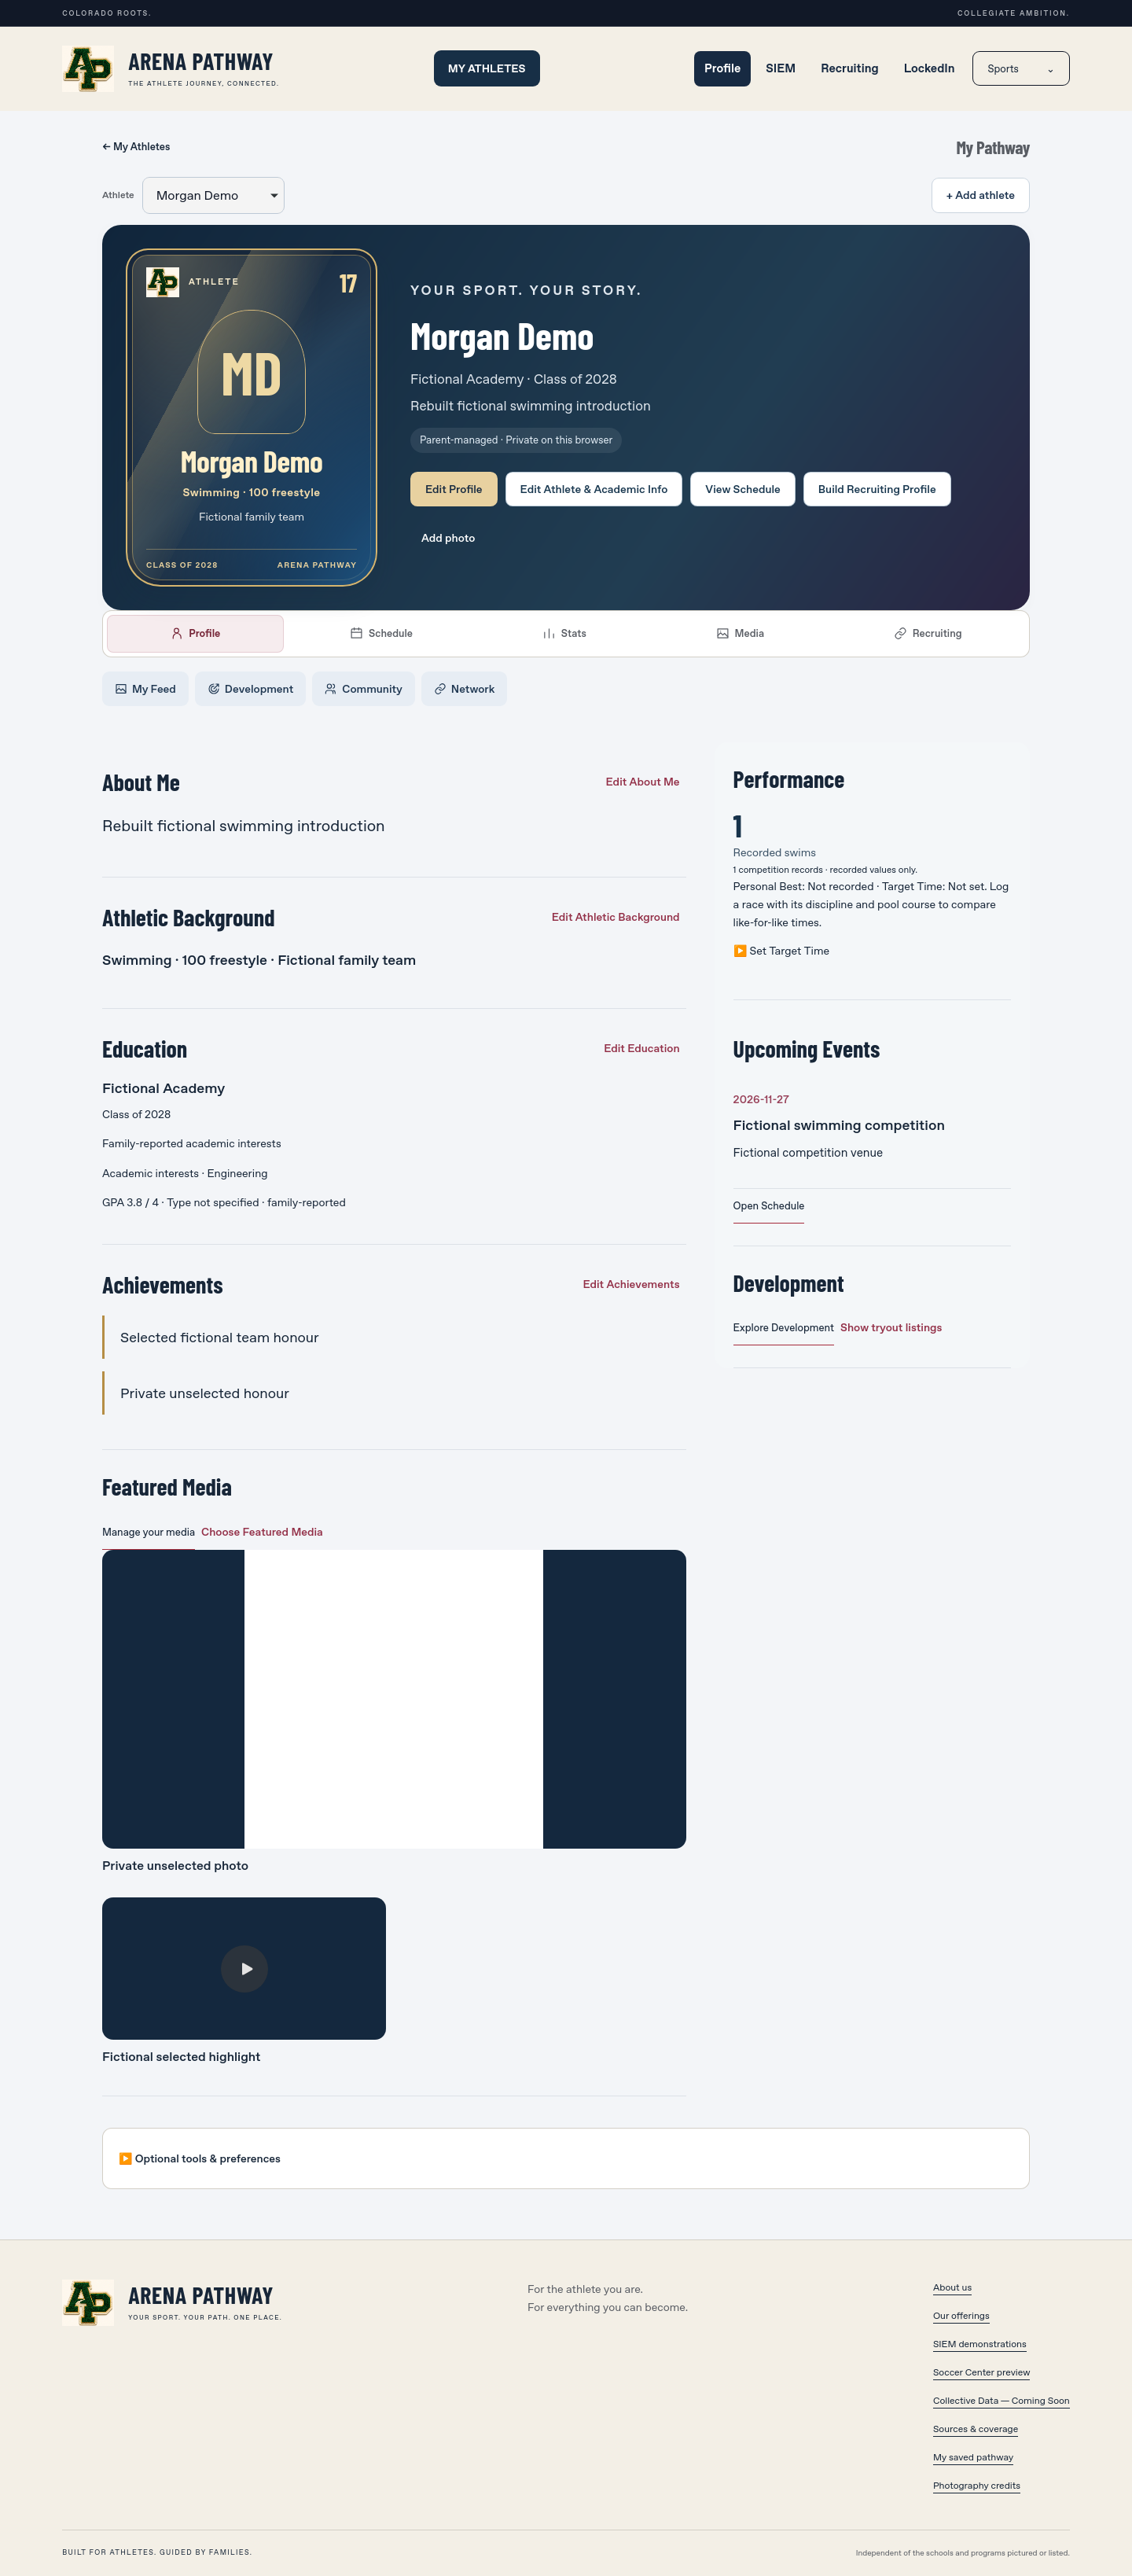 COLORADO ROOTS.
COLLEGIATE AMBITION.
AP
ARENA PATHWAY
THE ATHLETE JOURNEY, CONNECTED.
MY ATHLETES
Profile
SIEM
Recruiting
LockedIn
Sports
← My Athletes
My Pathway
Athlete
Morgan Demo
+ Add athlete
AP
ATHLETE
17
MD
Morgan Demo
Swimming · 100 freestyle
Fictional family team
CLASS OF 2028
ARENA PATHWAY
YOUR SPORT. YOUR STORY.
Morgan Demo
Fictional Academy · Class of 2028
Rebuilt fictional swimming introduction
Parent-managed · Private on this browser
Edit Profile
Edit Athlete & Academic Info
View Schedule
Build Recruiting Profile
Add photo
Profile
Schedule
Stats
Media
Recruiting
My Feed
Development
Community
Network
About Me
Edit About Me
Rebuilt fictional swimming introduction
Athletic Background
Edit Athletic Background
Swimming · 100 freestyle · Fictional family team
Education
Edit Education
Fictional Academy
Class of 2028
Family-reported academic interests
Academic interests · Engineering
GPA 3.8 / 4 · Type not specified · family-reported
Achievements
Edit Achievements
Selected fictional team honour
Private unselected honour
Featured Media
Manage your media
Choose Featured Media
Private unselected photo
Fictional selected highlight
Performance
1
Recorded swims
1 competition records · recorded values only.
Personal Best: Not recorded · Target Time: Not set. Log
a race with its discipline and pool course to compare
like-for-like times.
▶️ Set Target Time
Upcoming Events
2026-11-27
Fictional swimming competition
Fictional competition venue
Open Schedule
Development
Explore Development
Show tryout listings
▶️ Optional tools & preferences
AP
ARENA PATHWAY
YOUR SPORT. YOUR PATH. ONE PLACE.
For the athlete you are.
For everything you can become.
About us
Our offerings
SIEM demonstrations
Soccer Center preview
Collective Data — Coming Soon
Sources & coverage
My saved pathway
Photography credits
BUILT FOR ATHLETES. GUIDED BY FAMILIES.
Independent of the schools and programs pictured or listed.